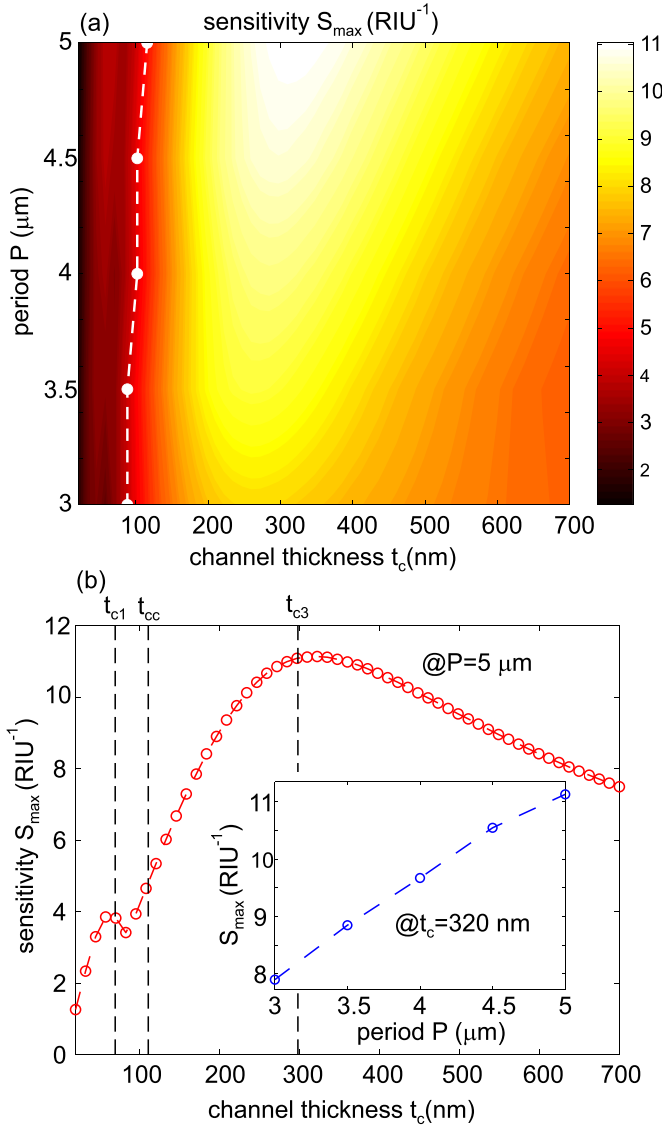 (a)
sensitivity S_max (RIU^-1)
5
4.5
4
3.5
3
period P (μm)
100 200 300 400 500 600 700
channel thickness t_c(nm)
11
10
9
8
7
6
5
4
3
2
(b)
t_c1 t_cc t_c3
12
10
8
6
4
2
0
sensitivity S_max (RIU^-1)
@P=5 μm
11
10
9
8
S_max (RIU^-1)
@t_c=320 nm
3 3.5 4 4.5 5
period P (μm)
100 200 300 400 500 600 700
channel thickness t_c(nm)